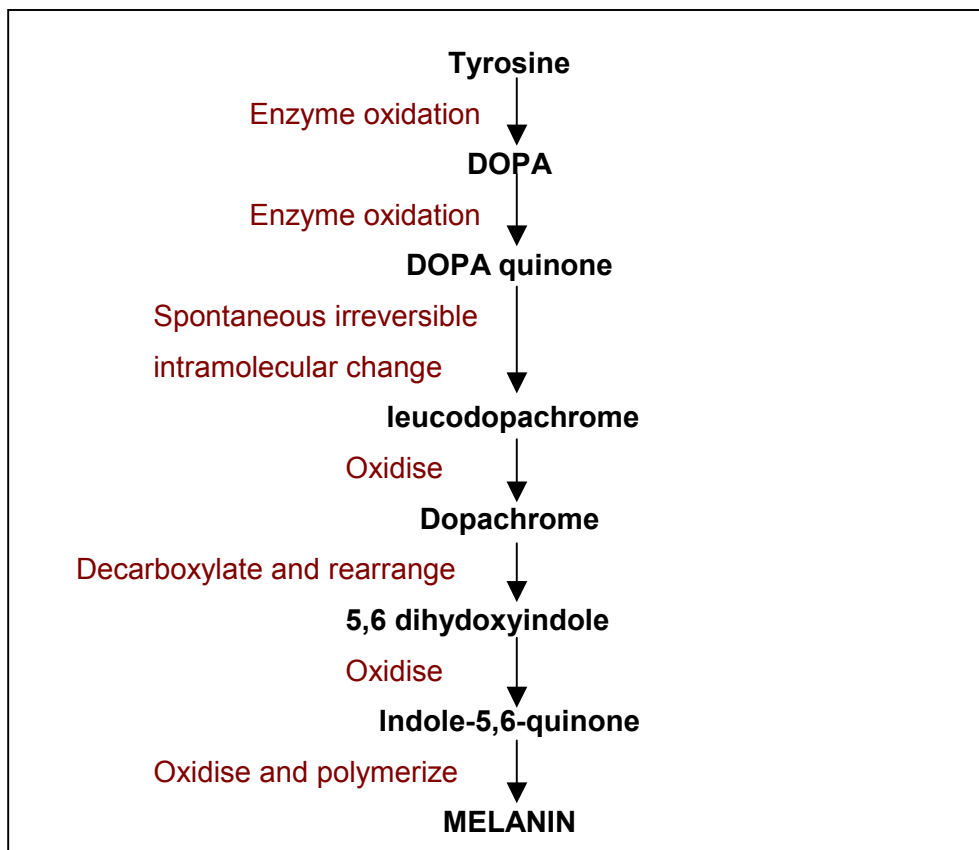 Tyrosine
Enzyme oxidation
DOPA
Enzyme oxidation
DOPA quinone
Spontaneous irreversible
intramolecular change
leucodopachrome
Oxidise
Dopachrome
Decarboxylate and rearrange
5,6 dihydoxyindole
Oxidise
Indole-5,6-quinone
Oxidise and polymerize
MELANIN